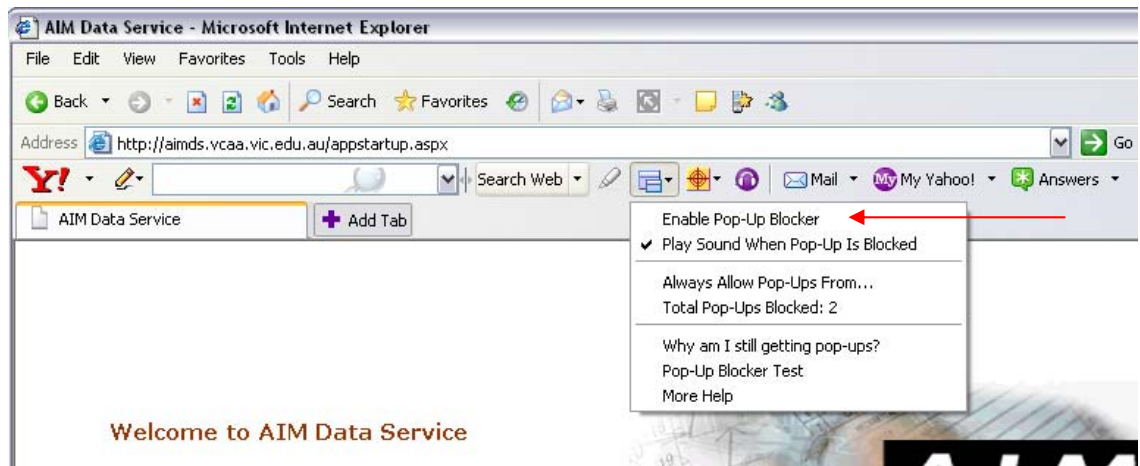 AIM Data Service - Microsoft Internet Explorer
File Edit View Favorites Tools Help
Back Search Favorites
Address http://aimds.vcaa.vic.edu.au/appstartup.aspx Go
Y! Search Web Mail My My Yahoo! Answers
AIM Data Service Add Tab
Enable Pop-Up Blocker
Play Sound When Pop-Up Is Blocked
Always Allow Pop-Ups From...
Total Pop-Ups Blocked: 2
Why am I still getting pop-ups?
Pop-Up Blocker Test
More Help
Welcome to AIM Data Service